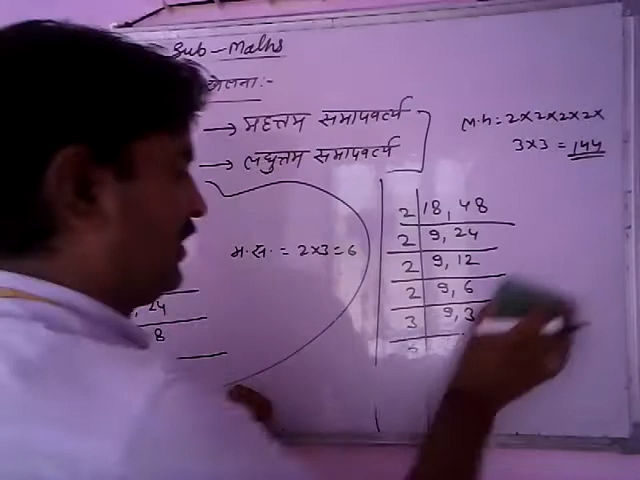 Sub - Maths
→ महत्तम समापवर्त्य
→ लघुत्तम समापवर्त्य
= 2×2×2×2×
3×3 = 144
2 | 18, 48
2 | 9, 24
2 | 9, 12
2 | 9, 6
3 | 9, 3
म.स. = 2×3=6
, 24
8